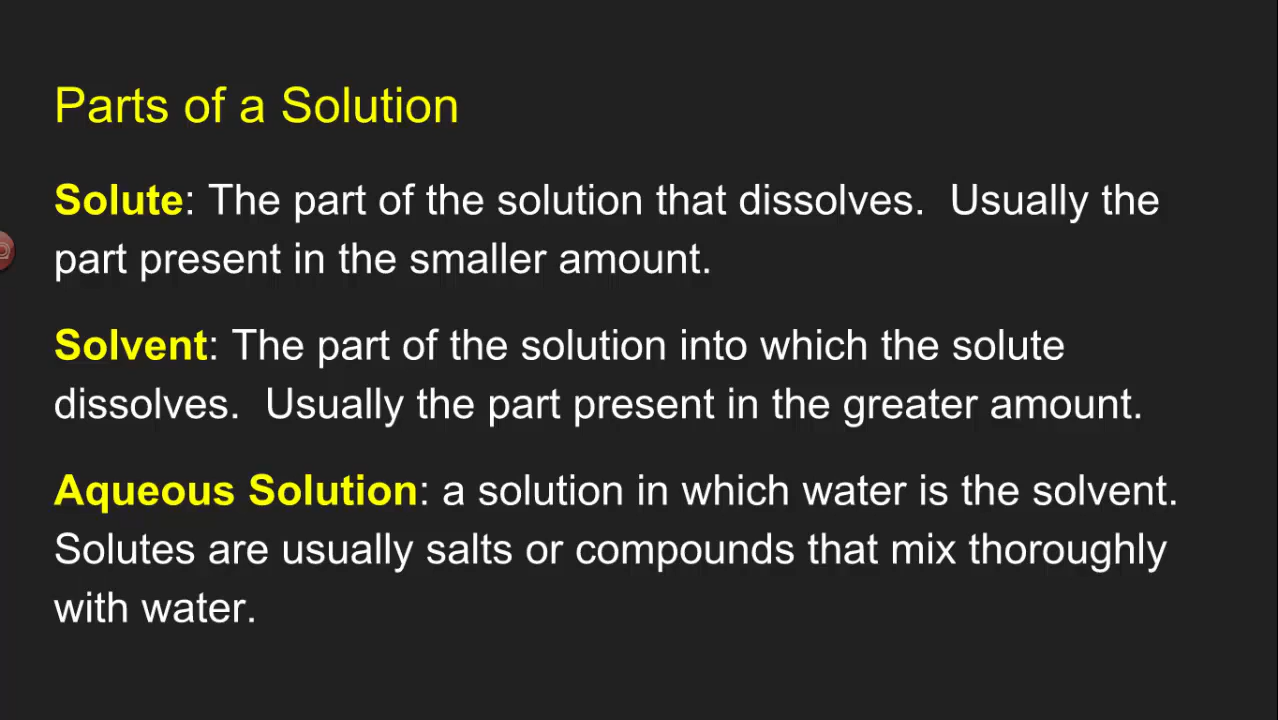 Parts of a Solution
Solute: The part of the solution that dissolves.  Usually the
part present in the smaller amount.
Solvent: The part of the solution into which the solute
dissolves.  Usually the part present in the greater amount.
Aqueous Solution: a solution in which water is the solvent.
Solutes are usually salts or compounds that mix thoroughly
with water.